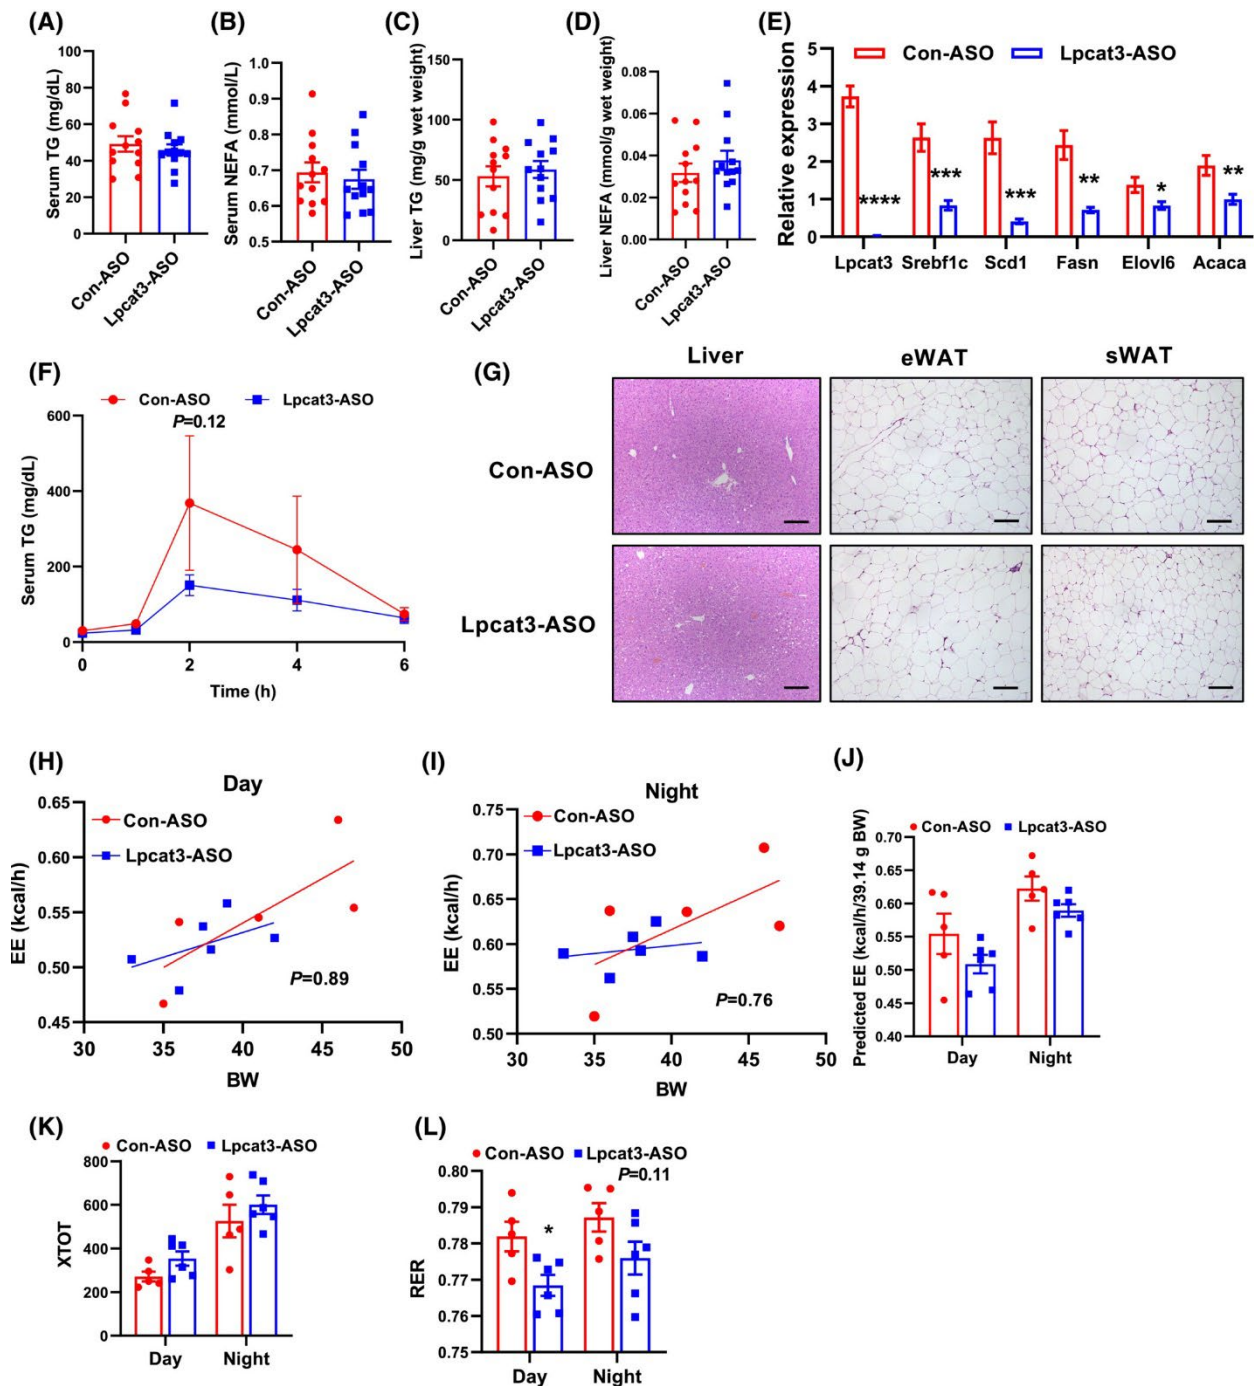 (A)
Serum TG (mg/dL)
100
80
60
40
20
0
Con-ASO
Lpcat3-ASO
(B)
Serum NEFA (mmol/L)
1.0
0.9
0.8
0.7
0.6
0.5
Con-ASO
Lpcat3-ASO
(C)
Liver TG (mg/g wet weight)
150
100
50
0
Con-ASO
Lpcat3-ASO
(D)
Liver NEFA (mmol/g wet weight)
0.08
0.06
0.04
0.02
0.00
Con-ASO
Lpcat3-ASO
(E)
Con-ASO Lpcat3-ASO
Relative expression
5
4
3
2
1
0
**** *** *** ** * **
Lpcat3 Srebf1c Scd1 Fasn Elovl6 Acaca
(F)
Con-ASO Lpcat3-ASO
P=0.12
Serum TG (mg/dL)
600
400
200
0
0 2 4 6
Time (h)
(G)
Liver eWAT sWAT
Con-ASO
Lpcat3-ASO
(H)
Day
Con-ASO
Lpcat3-ASO
EE (kcal/h)
0.65
0.60
0.55
0.50
0.45
P=0.89
30 35 40 45 50
BW
(I)
Night
Con-ASO
Lpcat3-ASO
EE (kcal/h)
0.75
0.70
0.65
0.60
0.55
0.50
P=0.76
30 35 40 45 50
BW
(J)
Con-ASO Lpcat3-ASO
Predicted EE (kcal/h/39.14 g BW)
0.70
0.65
0.60
0.55
0.50
0.45
0.40
Day Night
(K)
Con-ASO Lpcat3-ASO
XTOT
800
600
400
200
0
Day Night
(L)
Con-ASO Lpcat3-ASO
P=0.11
RER
0.80
0.79
0.78
0.77
0.76
0.75
*
Day Night